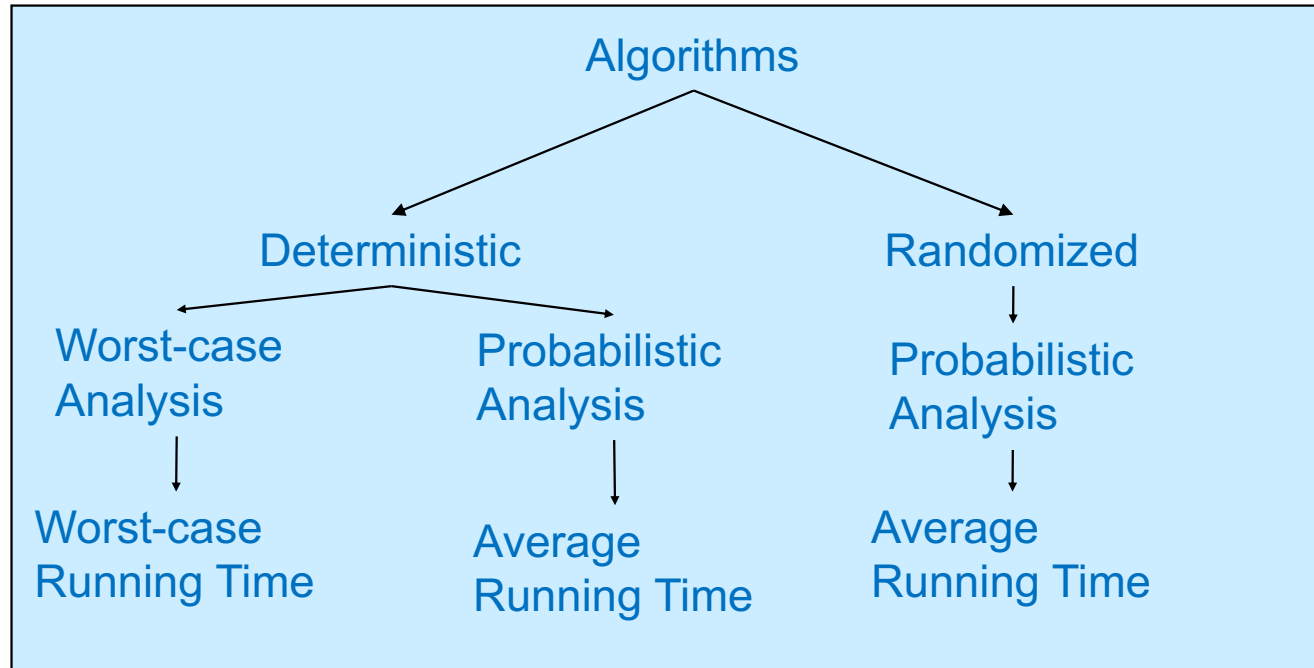 Algorithms
Deterministic
Randomized
Worst-case
Analysis
Probabilistic
Analysis
Probabilistic
Analysis
Worst-case
Running Time
Average
Running Time
Average
Running Time